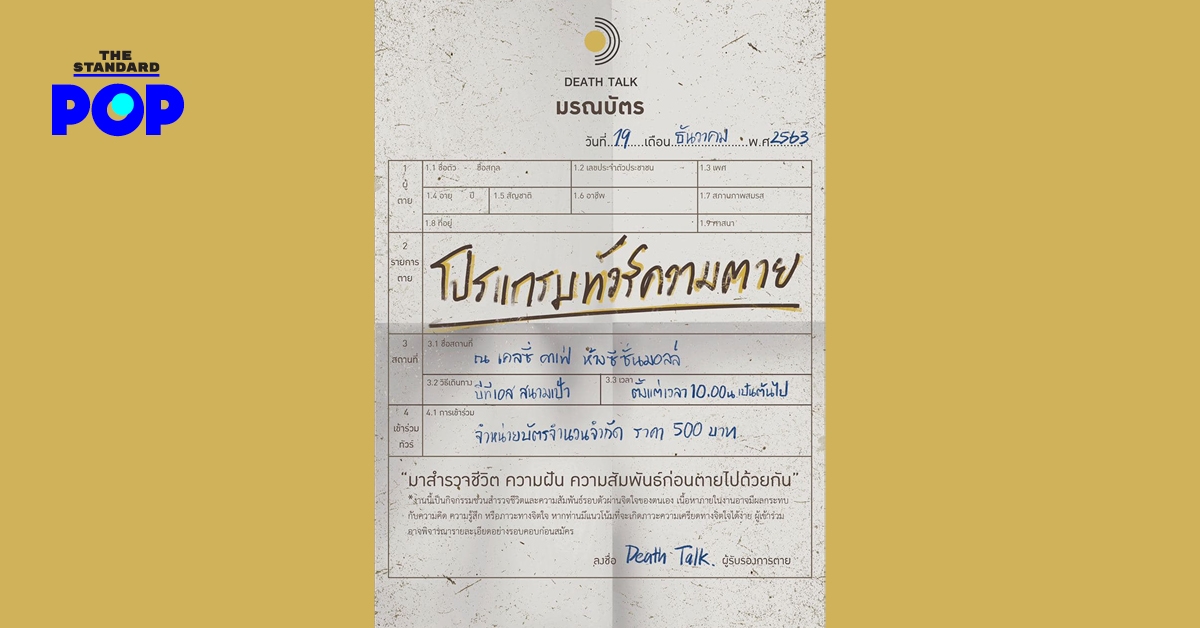 THE
STANDARD
POP
DEATH TALK
มรณบัตร
วันที่..19.....เดือน..ธันวาคม....พ.ศ2563
1
ผู้
ตาย
1.1 ชื่อตัว - ชื่อสกุล
1.2 เลขประจำตัวประชาชน
1.3 เพศ
1.4 อายุ ปี
1.5 สัญชาติ
1.6 อาชีพ
1.7 สถานภาพสมรส
1.8 ที่อยู่
1.9 ศาสนา
2
รายการ
ตาย
โปรแกรมทัวร์ความตาย
3
สถานที่
3.1 ชื่อสถานที่
ณ เคลซี่ คาเฟ่ ห้างซีซั่นมอลล์
3.2 วิธีเดินทาง
บีทีเอส สนามเป้า
3.3 เวลา
ตั้งแต่เวลา 10.00น. เป็นต้นไป
4
เข้าร่วม
ทัวร์
4.1 การเข้าร่วม
จำหน่ายบัตรจำนวนจำกัด ราคา 500 บาท
“มาสำรวจชีวิต ความฝัน ความสัมพันธ์ก่อนตายไปด้วยกัน”
*งานนี้เป็นกิจกรรมชวนสำรวจชีวิตและความสัมพันธ์รอบตัวผ่านจิตใจของตนเอง เนื้อหาภายในงานอาจมีผลกระทบ
กับความคิด ความรู้สึก หรือภาวะทางจิตใจ หากท่านมีแนวโน้มที่จะเกิดภาวะความเครียดทางจิตใจได้ง่าย ผู้เข้าร่วม
อาจพิจารณารายละเอียดอย่างรอบคอบก่อนสมัคร
ลงชื่อ Death Talk. ผู้รับรองการตาย